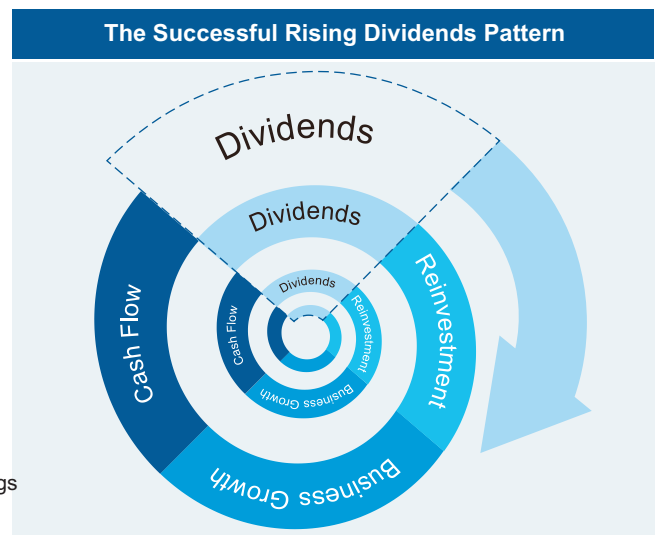 The Successful Rising Dividends Pattern
Dividends
Dividends
Dividends
Reinvestment
Reinvestment
Cash Flow
Cash Flow
Business Growth
Business Growth
gs